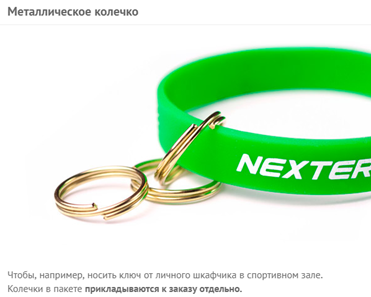 Металлическое колечко
NEXTER
Чтобы, например, носить ключ от личного шкафчика в спортивном зале.
Колечки в пакете прикладываются к заказу отдельно.